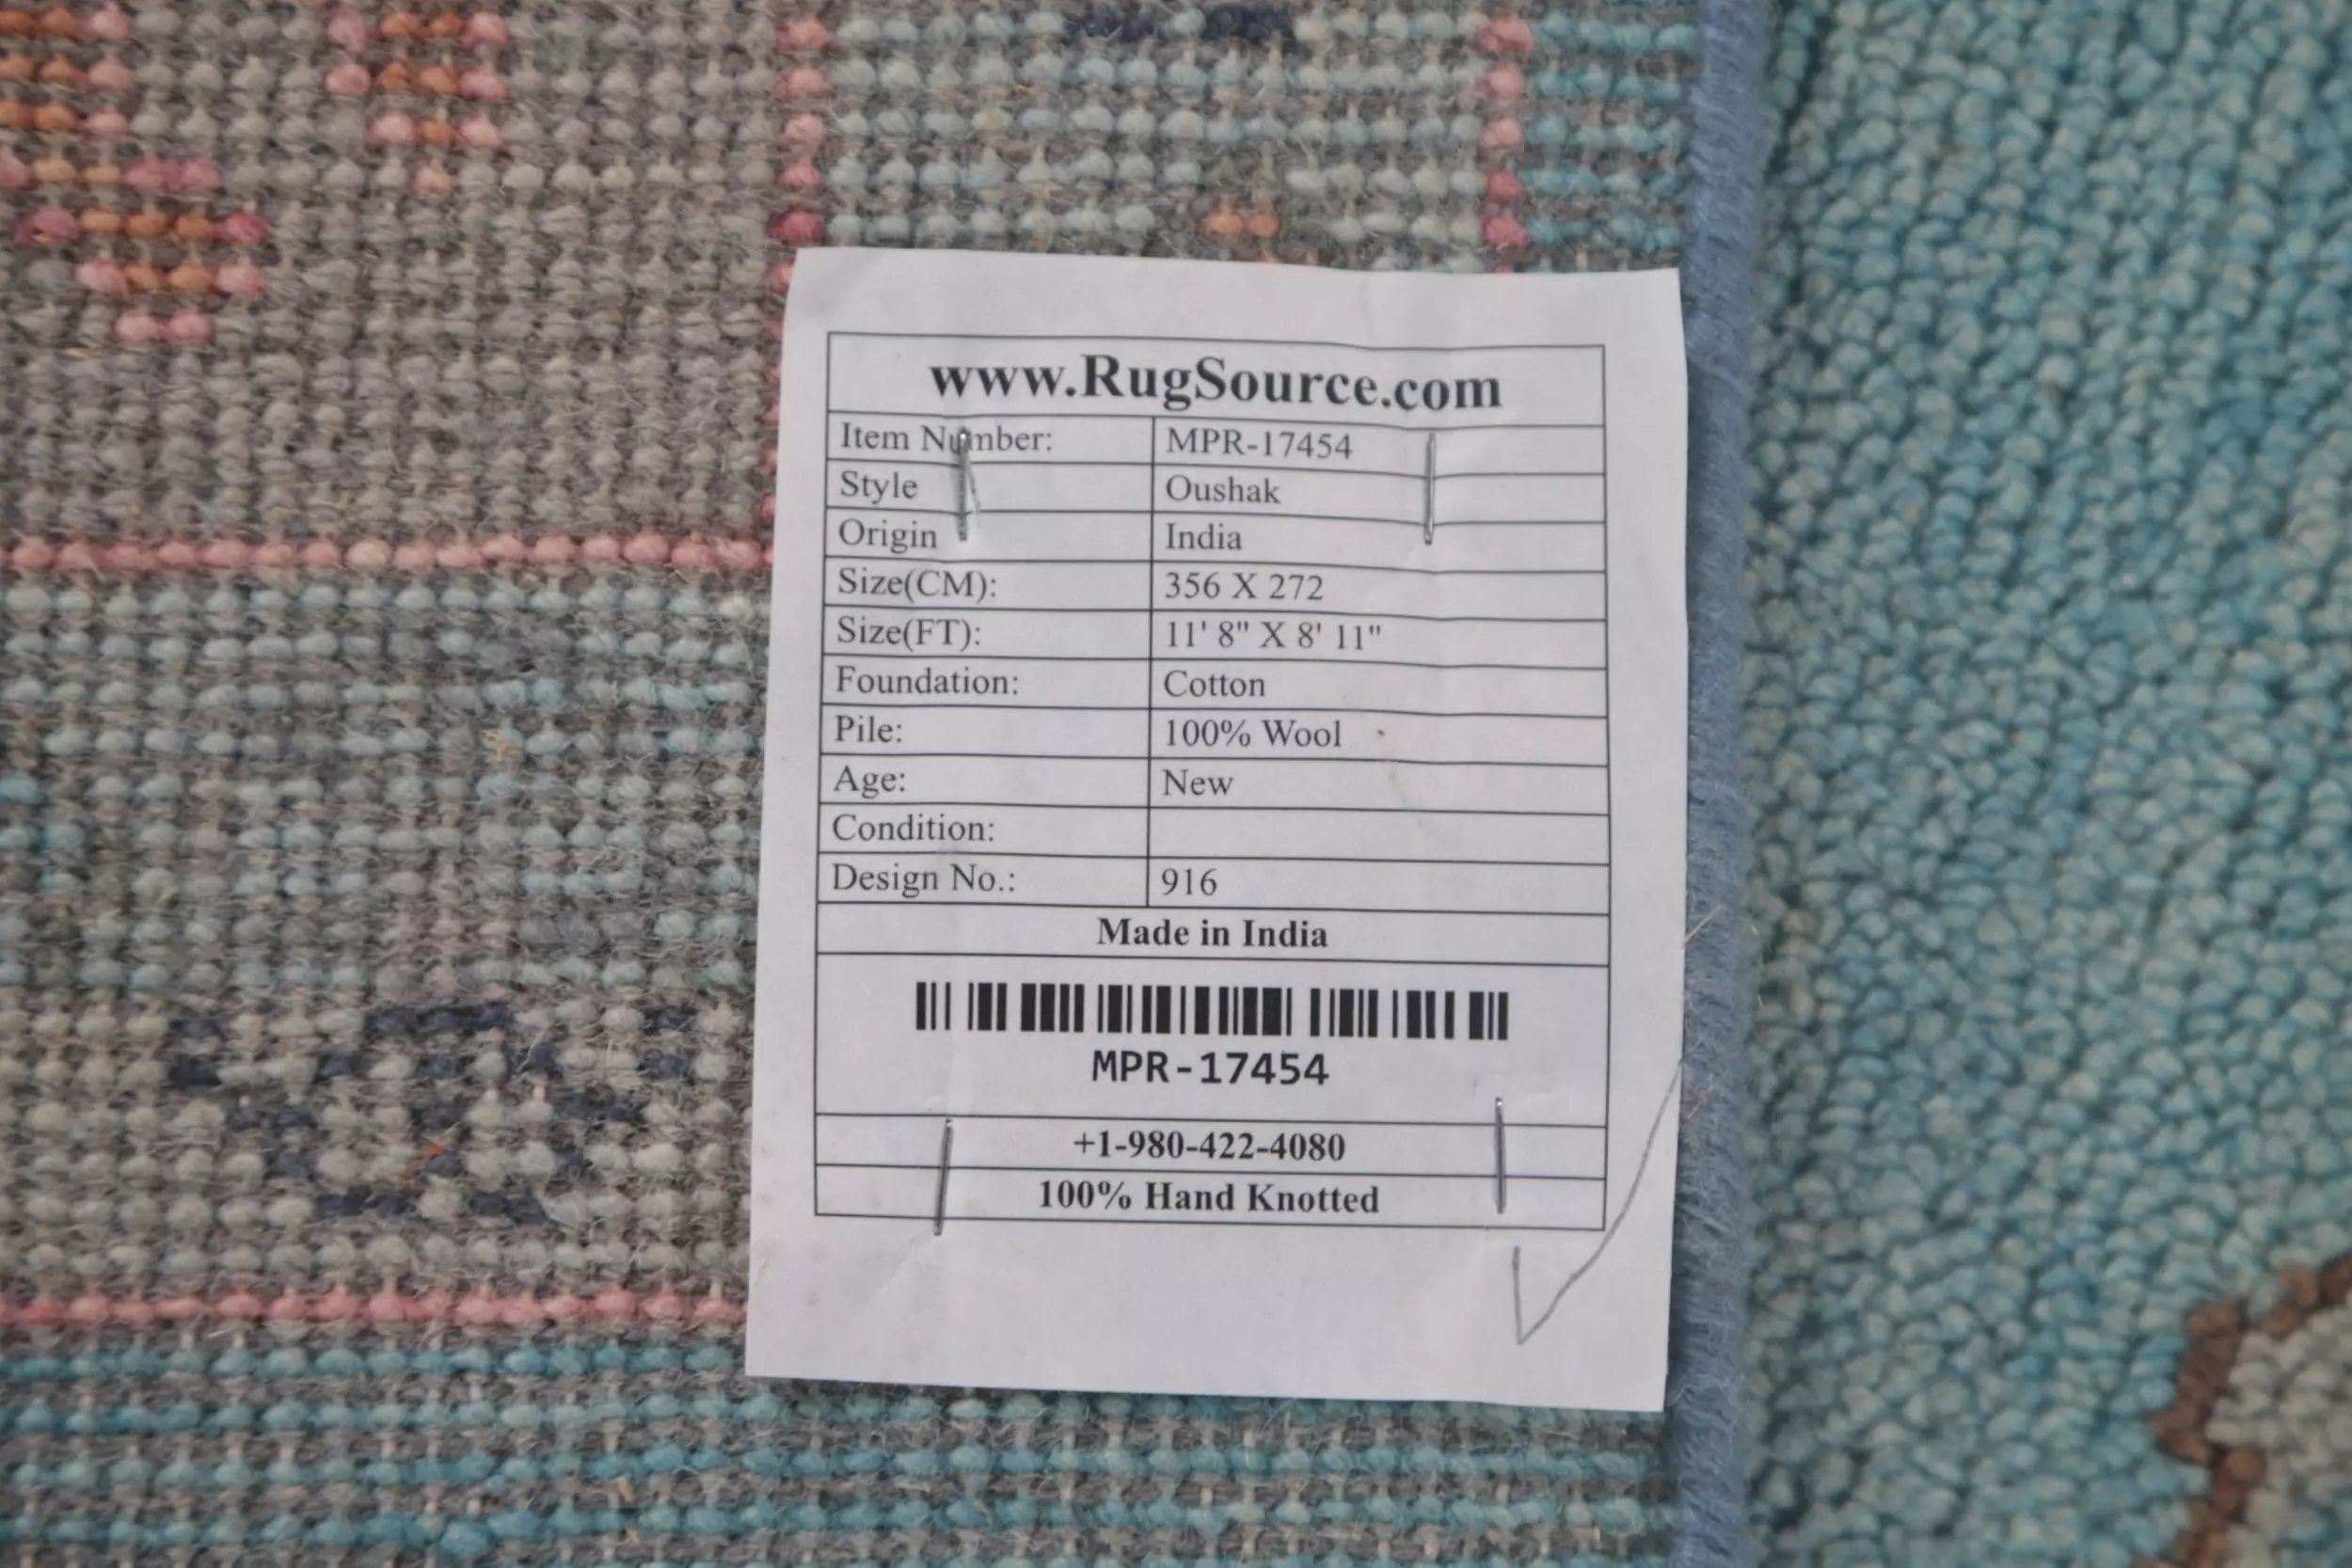 www.RugSource.com
Item Number: MPR-17454
Style Oushak
Origin India
Size(CM): 356 X 272
Size(FT): 11' 8" X 8' 11"
Foundation: Cotton
Pile: 100% Wool
Age: New
Condition:
Design No.: 916
Made in India
MPR-17454
+1-980-422-4080
100% Hand Knotted